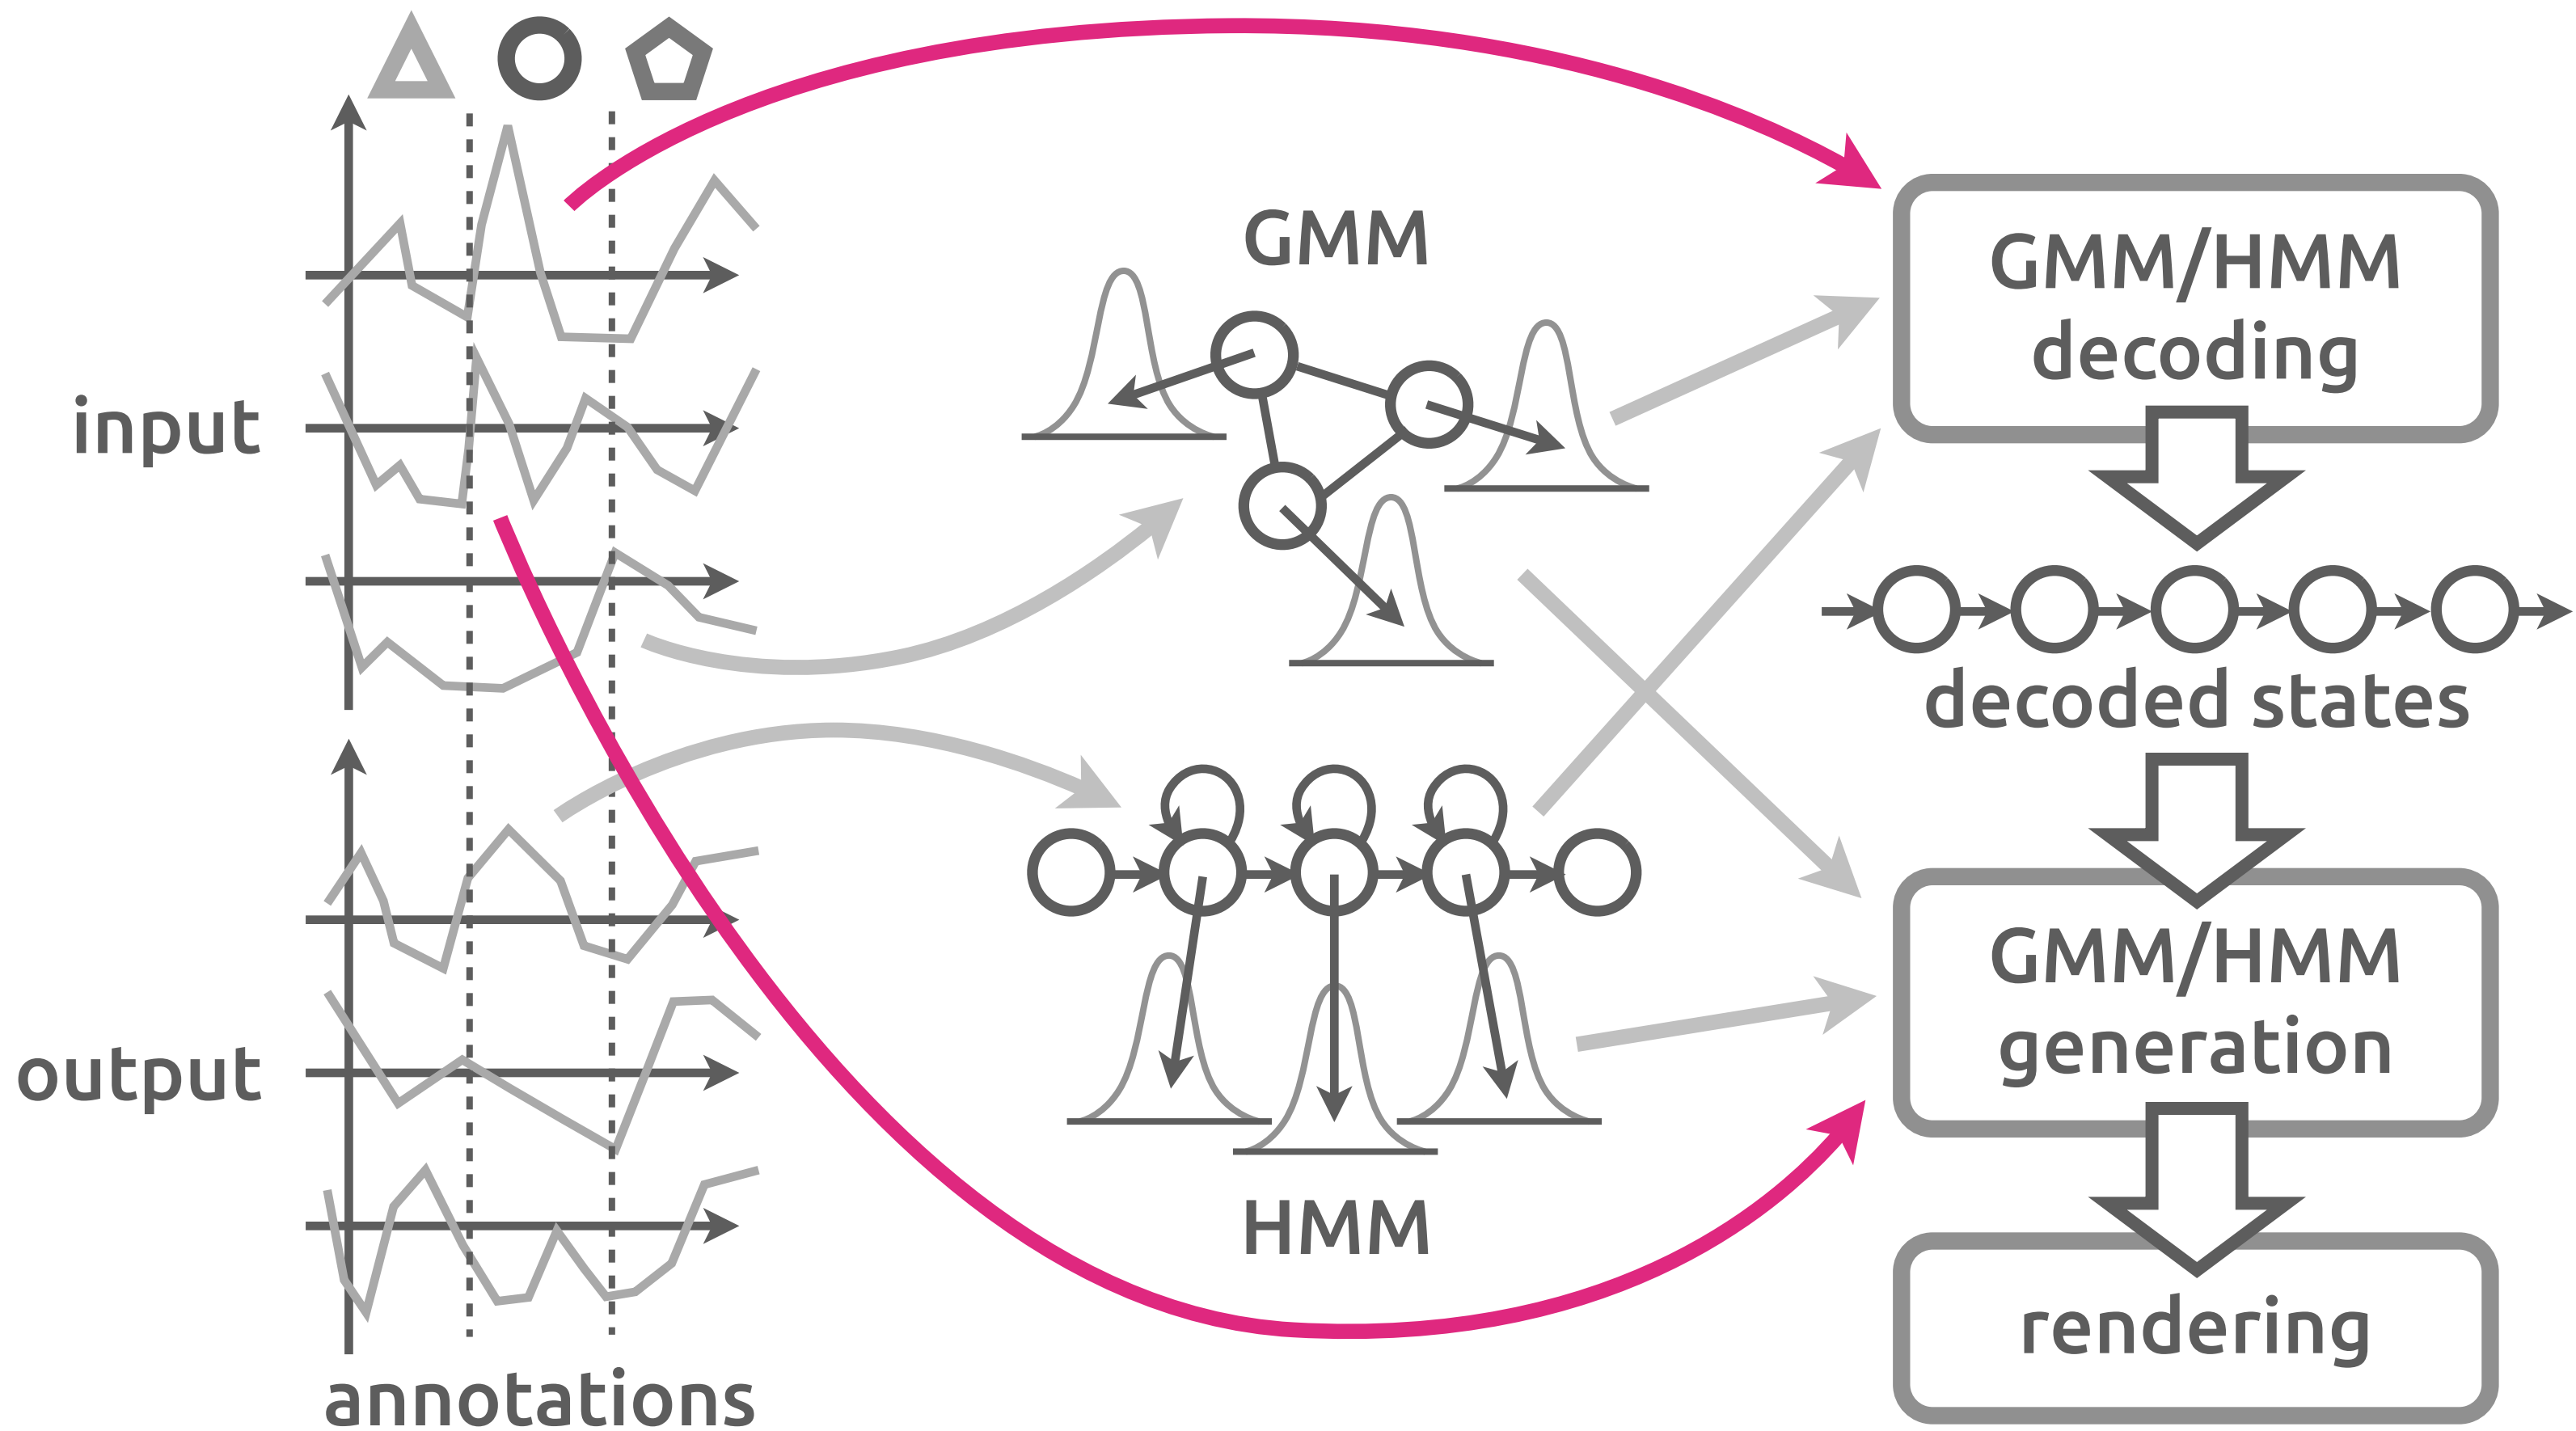 input
output
annotations
GMM
HMM
GMM/HMM
decoding
decoded states
GMM/HMM
generation
rendering